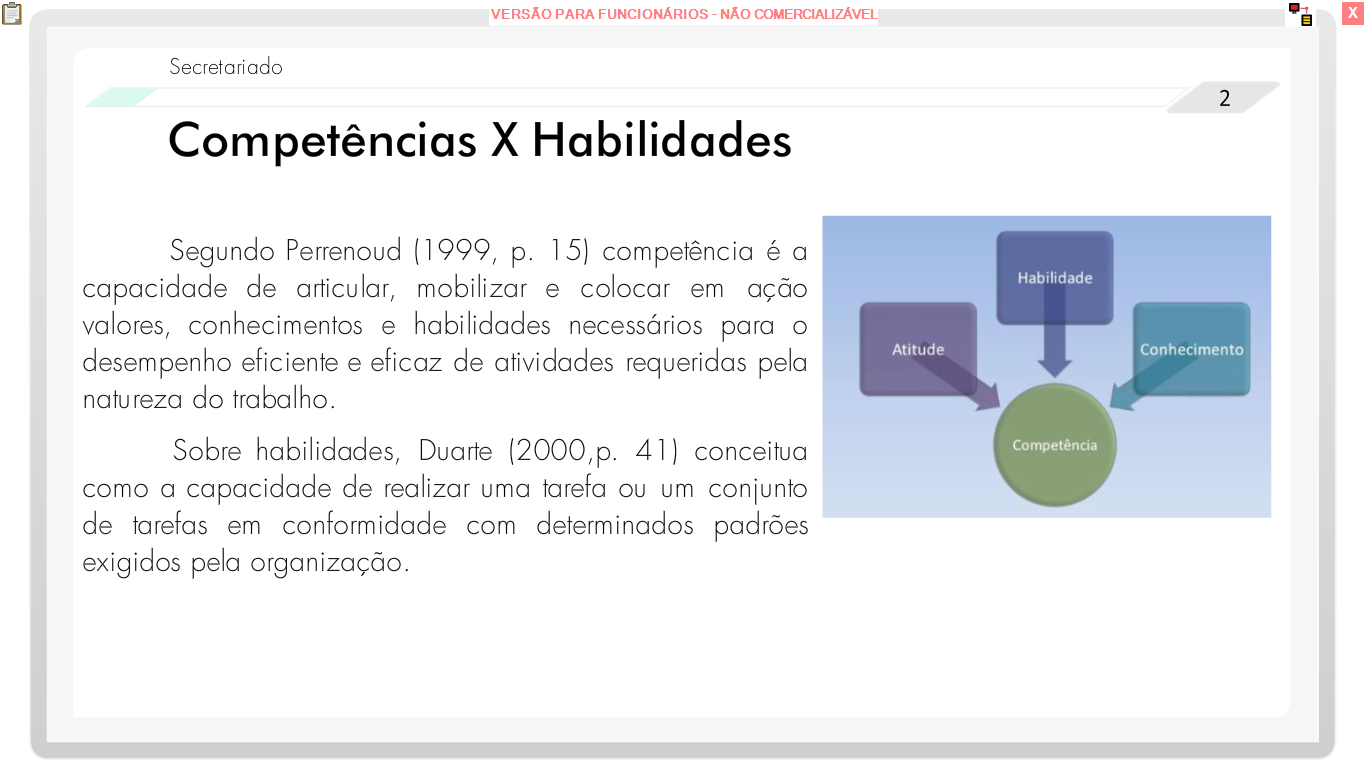 VERSÃO PARA FUNCIONÁRIOS - NÃO COMERCIALIZÁVEL
X
Secretariado
2
Competências X Habilidades
Segundo Perrenoud (1999, p. 15) competência é a
capacidade de articular, mobilizar e colocar em ação
valores, conhecimentos e habilidades necessários para o
desempenho eficiente e eficaz de atividades requeridas pela
natureza do trabalho.
Sobre habilidades, Duarte (2000,p. 41) conceitua
como a capacidade de realizar uma tarefa ou um conjunto
de tarefas em conformidade com determinados padrões
exigidos pela organização.
Habilidade
Atitude
Conhecimento
Competência